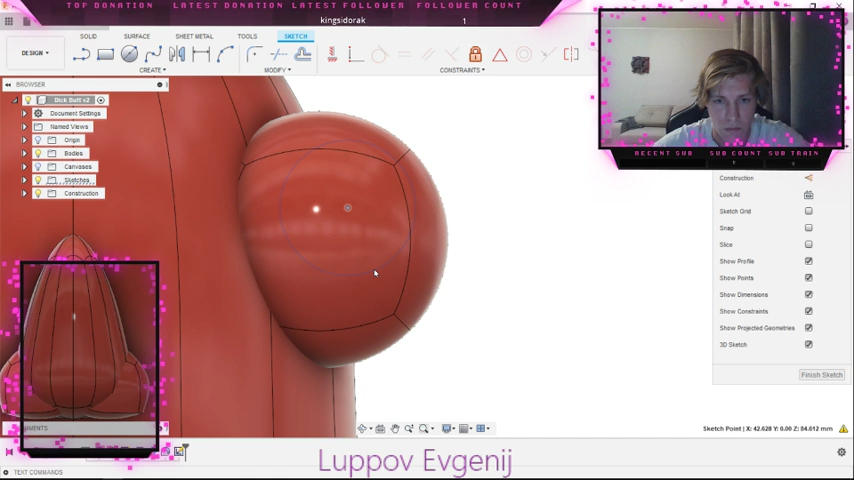 TOP DONATION LATEST DONATION LATEST FOLLOWER FOLLOWER COUNT
kingsidorak 1
SOLID SURFACE SHEET METAL TOOLS SKETCH
DESIGN
CREATE MODIFY CONSTRAINTS
BROWSER
Dick Butt v2
Document Settings
Named Views
Origin
Bodies
Canvases
Sketches
Construction
RECENT SUB SUB COUNT SUB TRAIN
Construction
Look At
Sketch Grid
Snap
Slice
Show Profile
Show Points
Show Dimensions
Show Constraints
Show Projected Geometries
3D Sketch
Finish Sketch
Sketch Point | X: 42.628 Y: 0.00 Z: 84.012 mm
Luppov Evgenij
TEXT COMMANDS